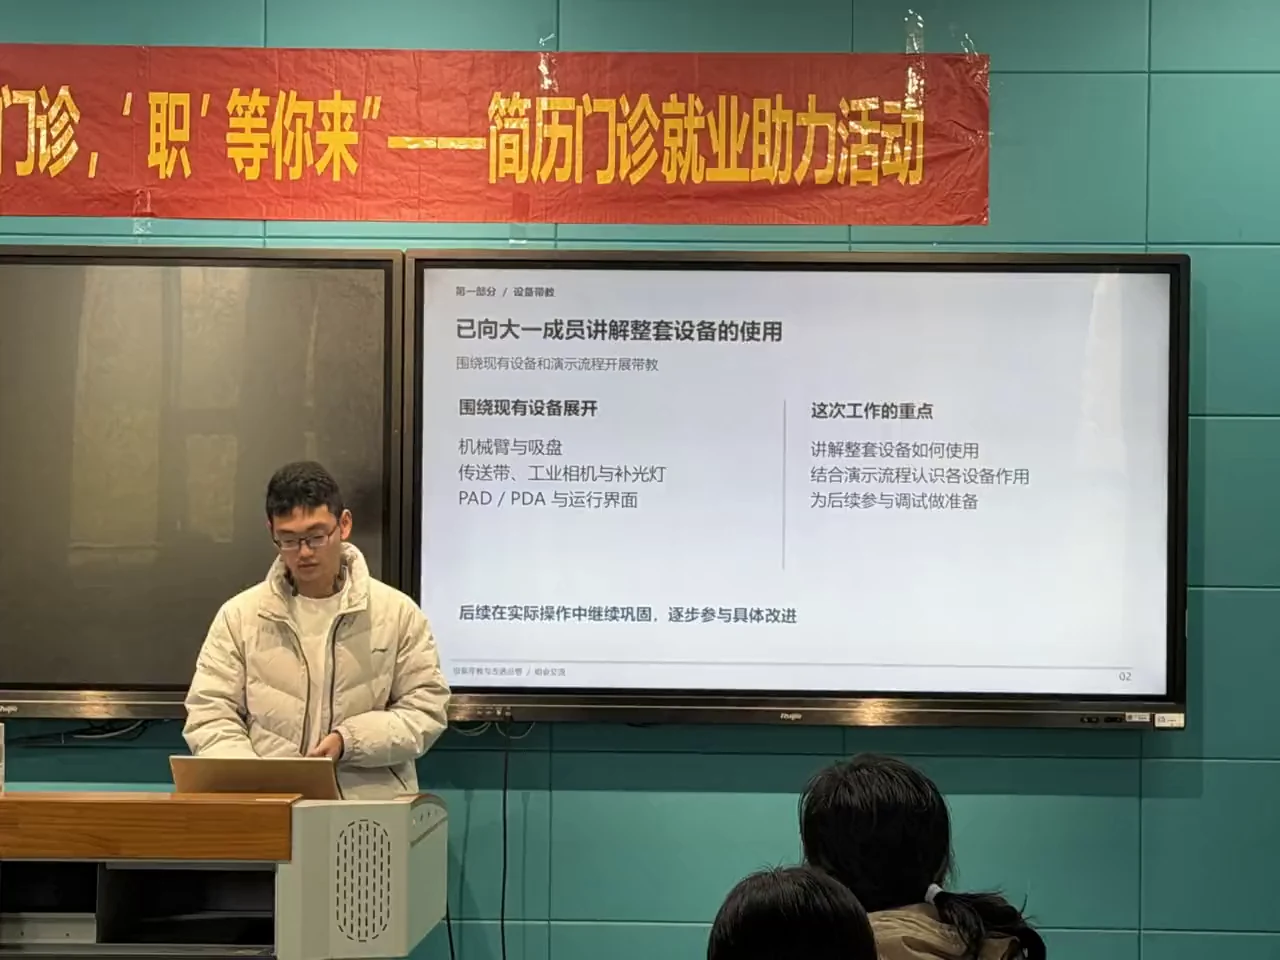 门诊，‘职’等你来”——简历门诊就业助力活动
第一部分 / 设备带教
已向大一成员讲解整套设备的使用
围绕现有设备和演示流程开展带教
围绕现有设备展开
机械臂与吸盘
传送带、工业相机与补光灯
PAD / PDA 与运行界面
这次工作的重点
讲解整套设备如何使用
结合演示流程认识各设备作用
为后续参与调试做准备
后续在实际操作中继续巩固，逐步参与具体改进
02